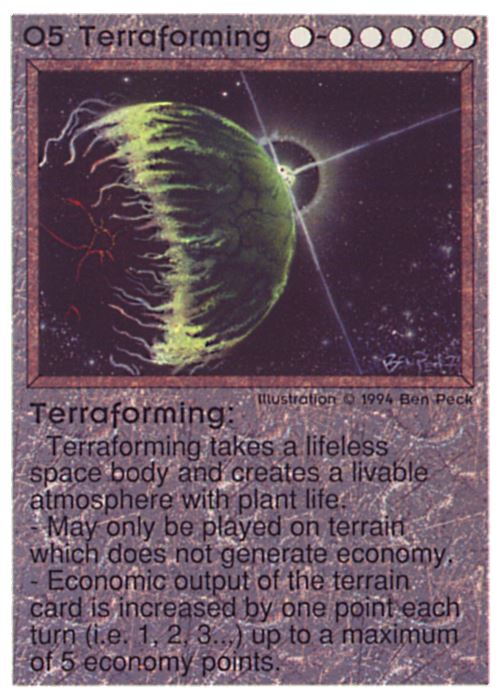 O5 Terraforming
Illustration © 1994 Ben Peck
Terraforming:
Terraforming takes a lifeless
space body and creates a livable
atmosphere with plant life.
- May only be played on terrain
which does not generate economy.
- Economic output of the terrain
card is increased by one point each
turn (i.e. 1, 2, 3...) up to a maximum
of 5 economy points.